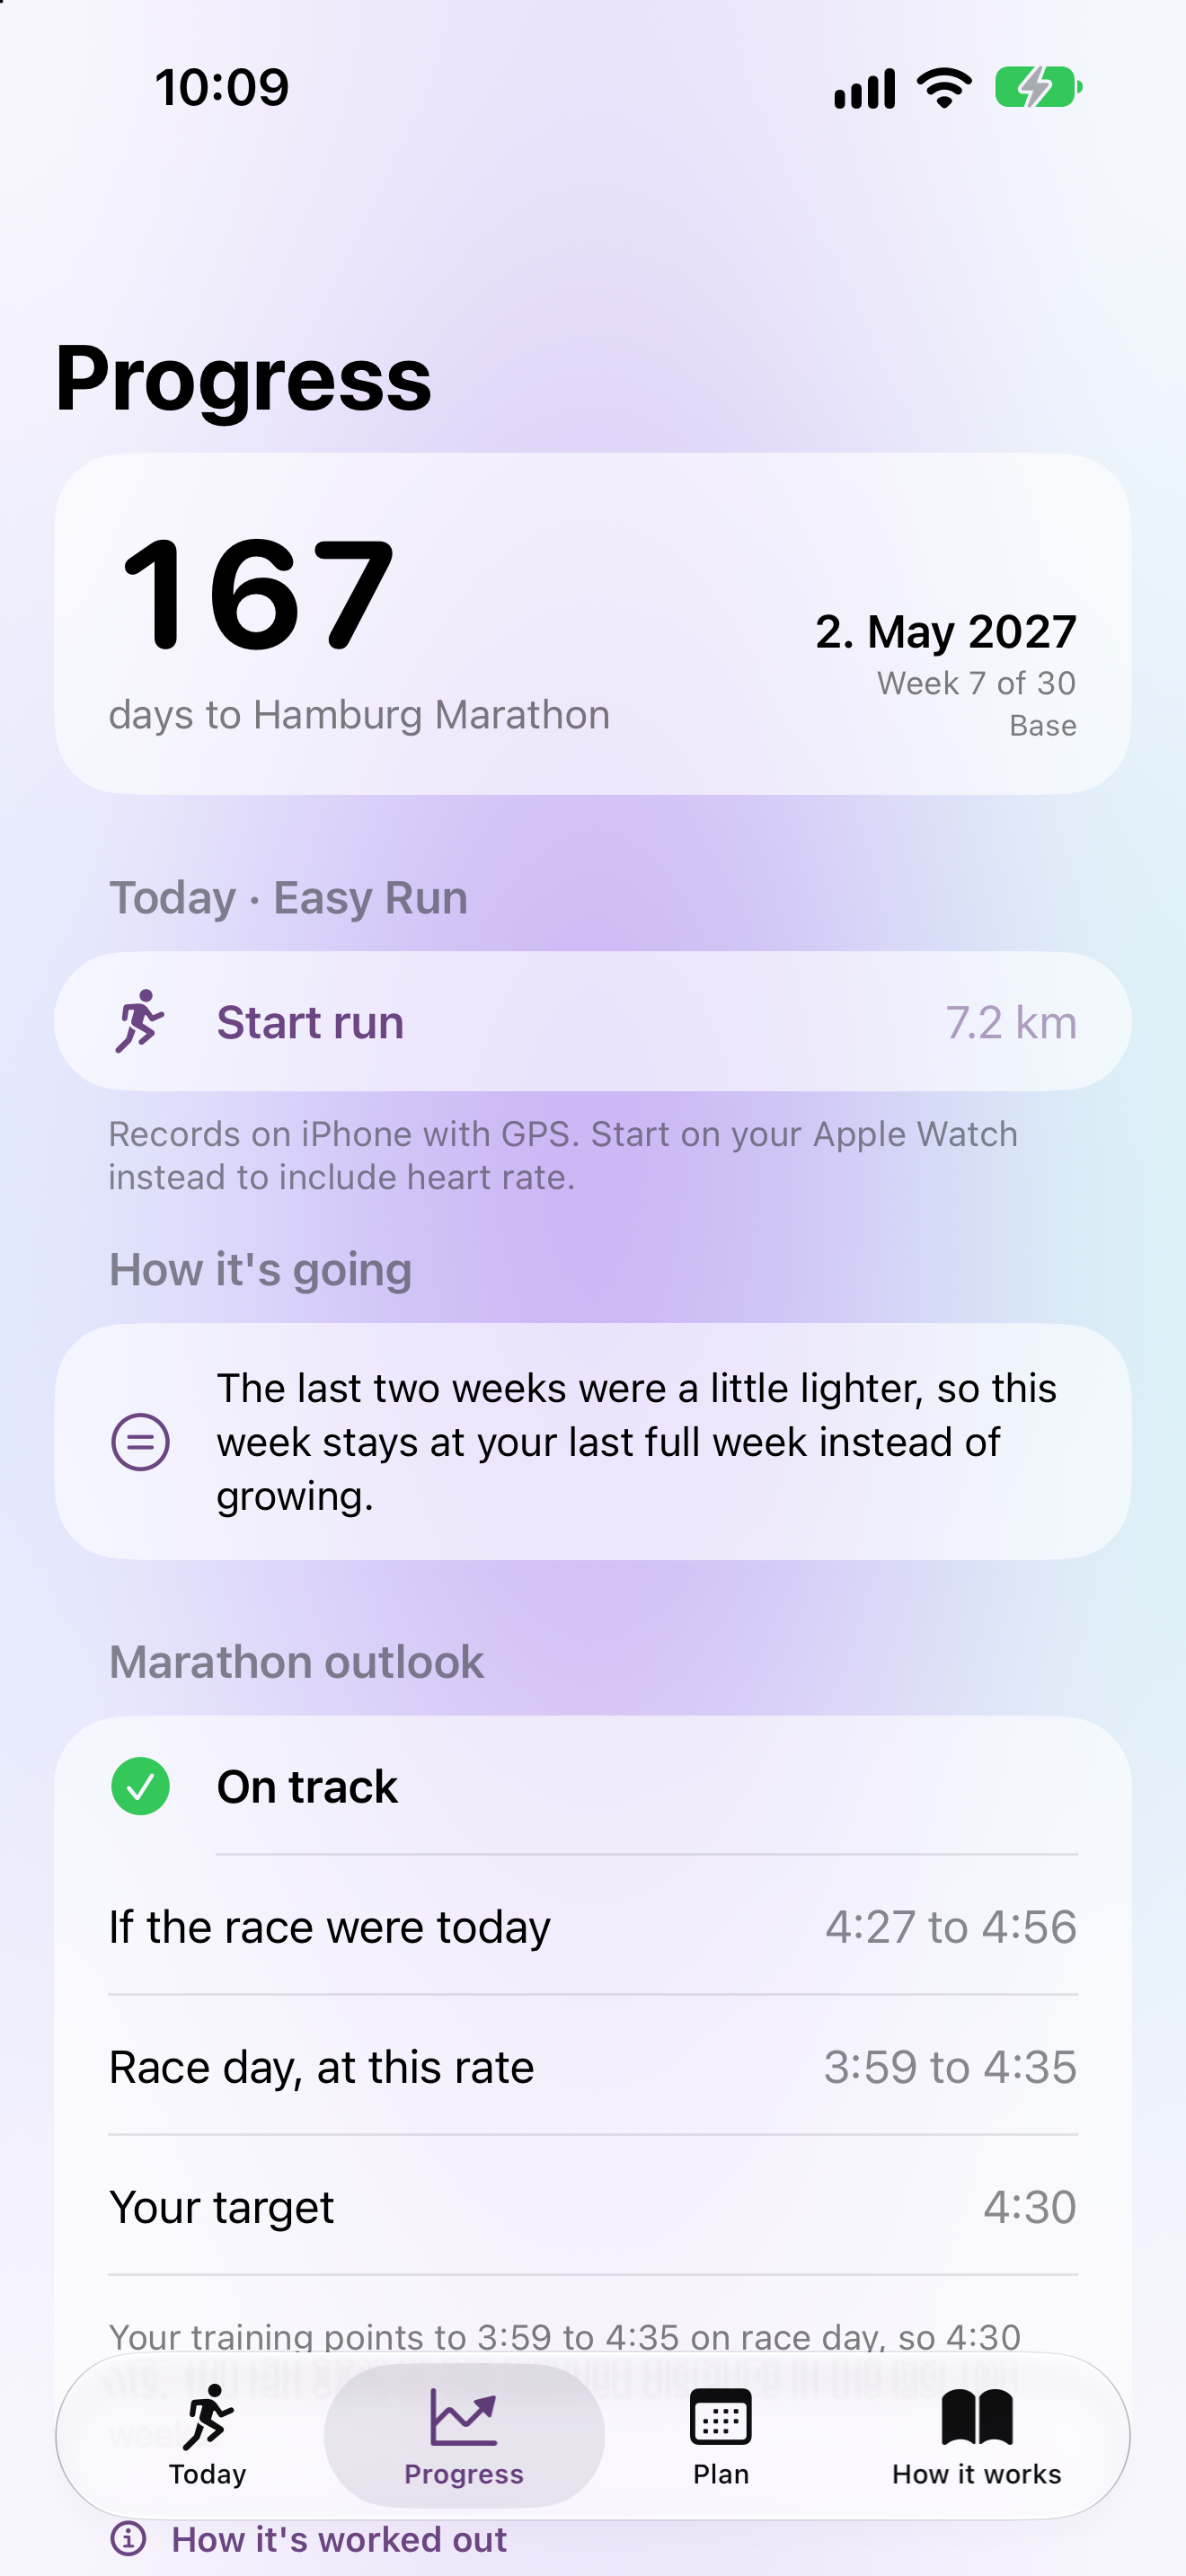 10:09
Progress
167
days to Hamburg Marathon
2. May 2027
Week 7 of 30
Base
Today · Easy Run
Start run
7.2 km
Records on iPhone with GPS. Start on your Apple Watch
instead to include heart rate.
How it's going
The last two weeks were a little lighter, so this
week stays at your last full week instead of
growing.
Marathon outlook
On track
If the race were today
4:27 to 4:56
Race day, at this rate
3:59 to 4:35
Your target
4:30
Your training points to 3:59 to 4:35 on race day, so 4:30
Today
Progress
Plan
How it works
How it's worked out